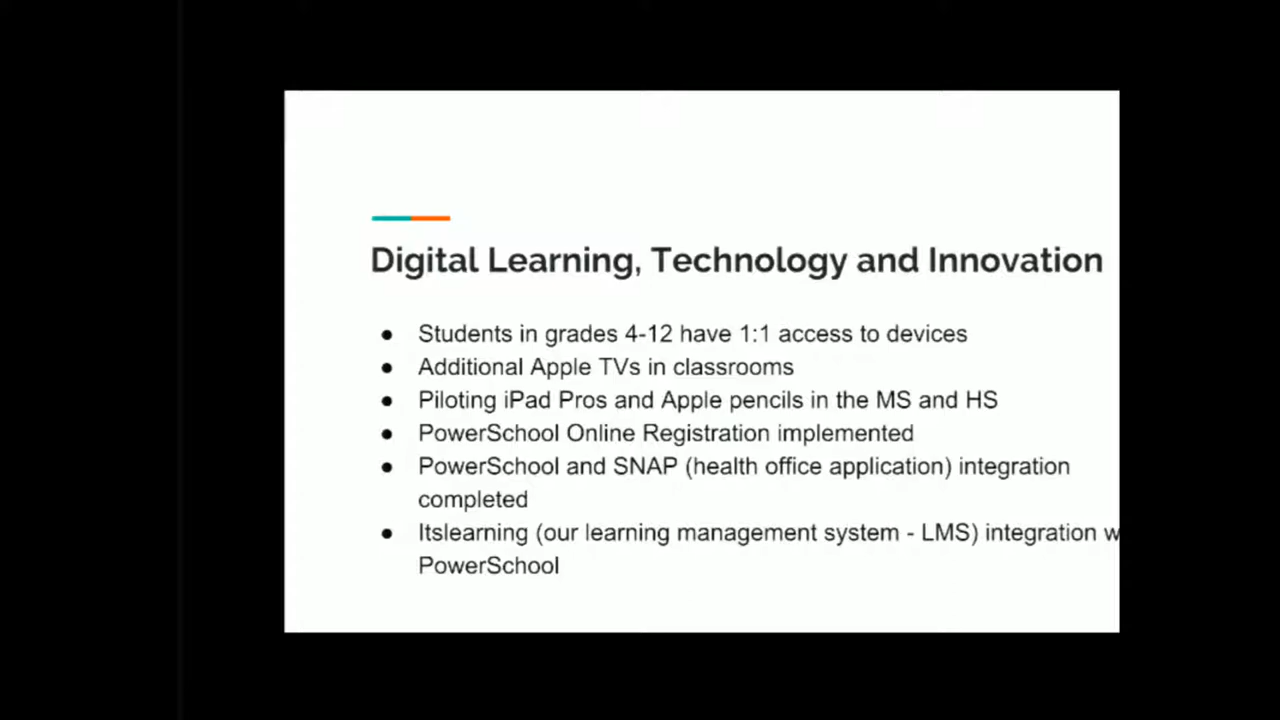 Digital Learning, Technology and Innovation
● Students in grades 4-12 have 1:1 access to devices
● Additional Apple TVs in classrooms
● Piloting iPad Pros and Apple pencils in the MS and HS
● PowerSchool Online Registration implemented
● PowerSchool and SNAP (health office application) integration
completed
● Itslearning (our learning management system - LMS) integration
PowerSchool